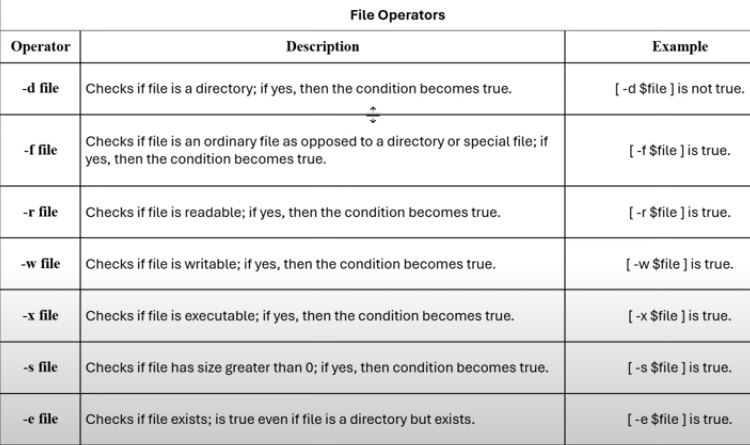 File Operators
Operator Description Example
-d file Checks if file is a directory; if yes, then the condition becomes true. [ -d $file ] is not true.
Checks if file is an ordinary file as opposed to a directory or special file; if
-f file yes, then the condition becomes true. [ -f $file ] is true.
-r file Checks if file is readable; if yes, then the condition becomes true. [ -r $file ] is true.
-w file Checks if file is writable; if yes, then the condition becomes true. [ -w $file ] is true.
-x file Checks if file is executable; if yes, then the condition becomes true. [ -x $file ] is true.
-s file Checks if file has size greater than 0; if yes, then condition becomes true. [ -s $file ] is true.
-e file Checks if file exists; is true even if file is a directory but exists. [ -e $file ] is true.